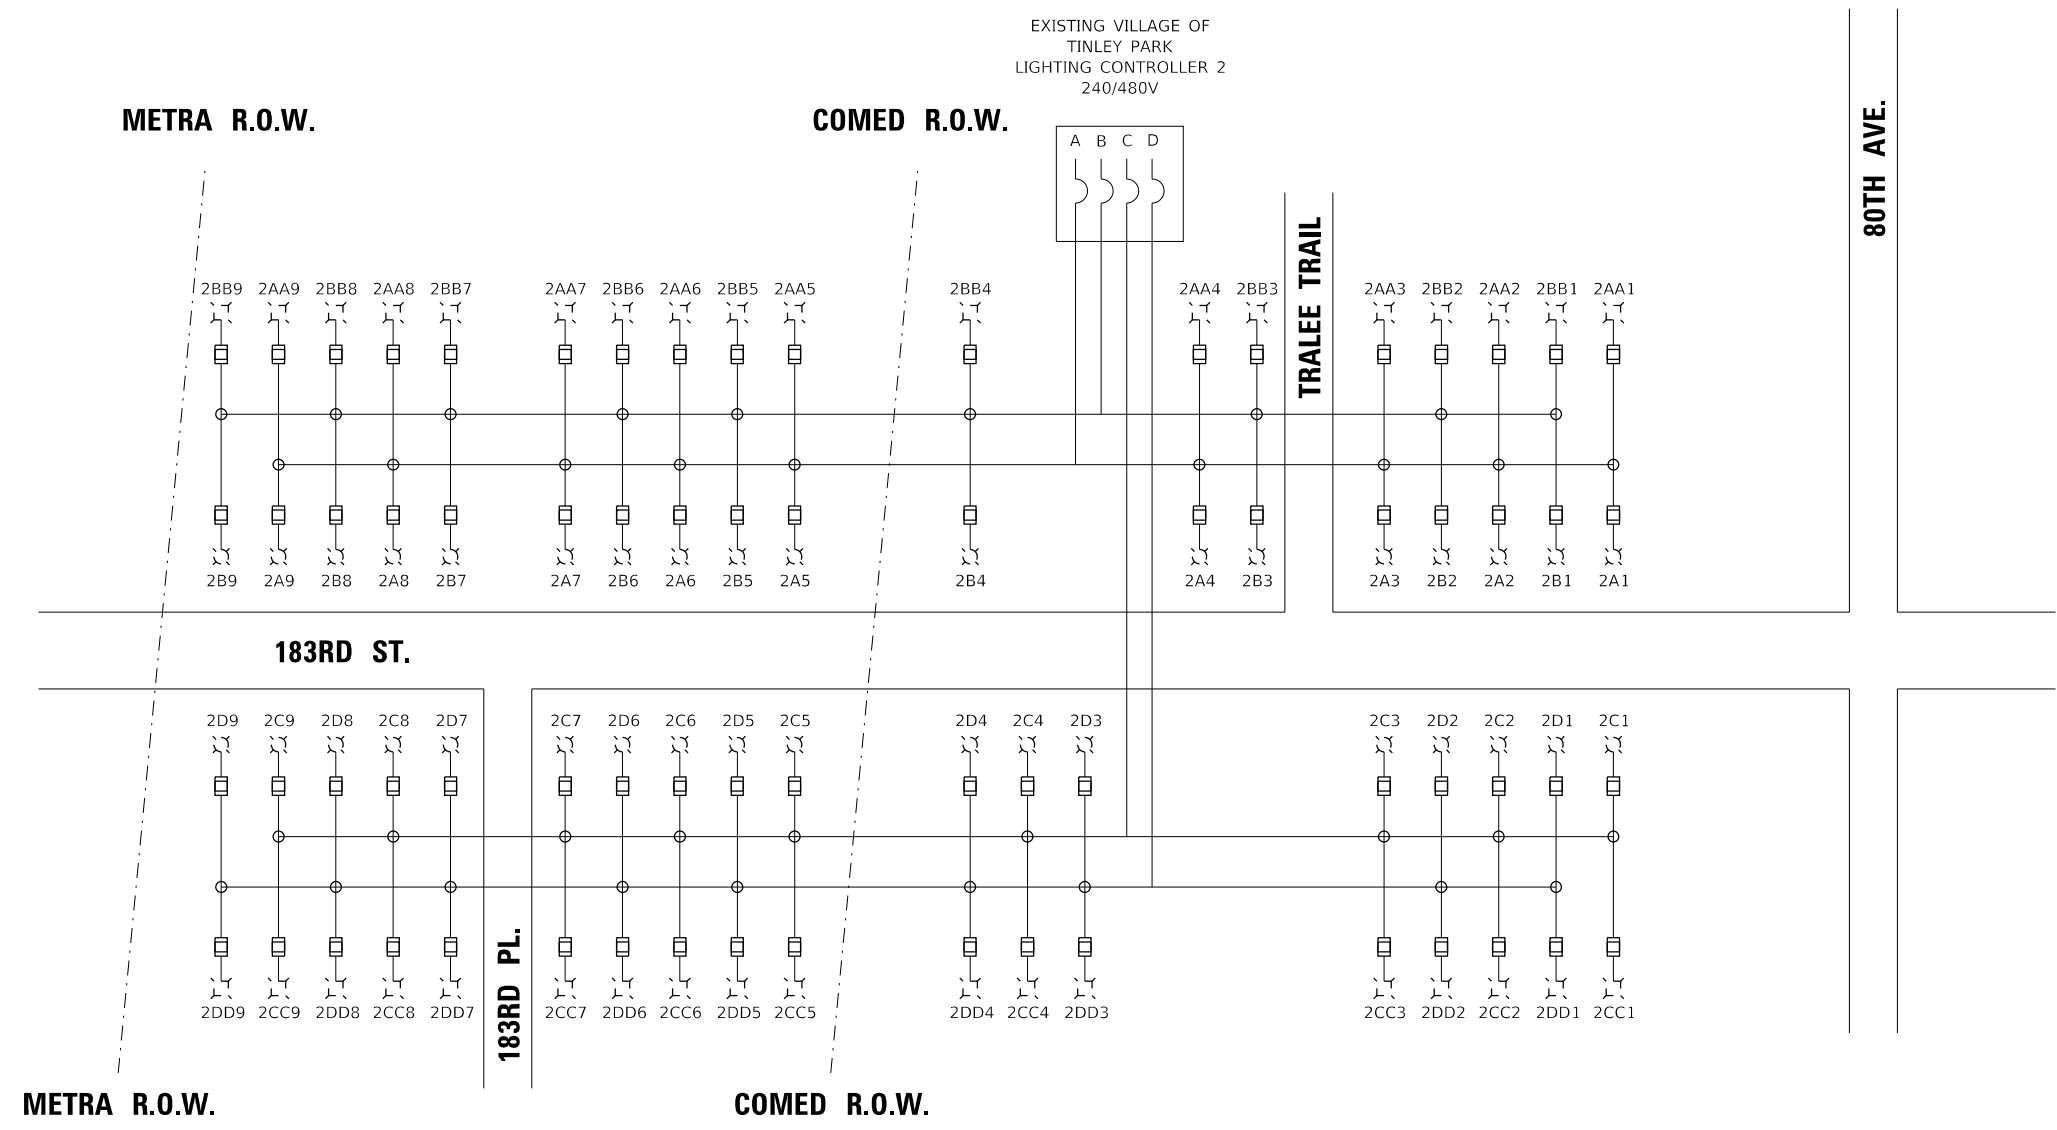 EXISTING VILLAGE OF
TINLEY PARK
LIGHTING CONTROLLER 2
240/480V
METRA R.O.W.
COMED R.O.W.
80TH AVE.
A B C D
TRALEE TRAIL
2BB9 2AA9 2BB8 2AA8 2BB7 2AA7 2BB6 2AA6 2BB5 2AA5 2BB4 2AA4 2BB3 2AA3 2BB2 2AA2 2BB1 2AA1
2B9 2A9 2B8 2A8 2B7 2A7 2B6 2A6 2B5 2A5 2B4 2A4 2B3 2A3 2B2 2A2 2B1 2A1
183RD ST.
2D9 2C9 2D8 2C8 2D7 2C7 2D6 2C6 2D5 2C5 2D4 2C4 2D3 2C3 2D2 2C2 2D1 2C1
183RD PL.
2DD9 2CC9 2DD8 2CC8 2DD7 2CC7 2DD6 2CC6 2DD5 2CC5 2DD4 2CC4 2DD3 2CC3 2DD2 2CC2 2DD1 2CC1
METRA R.O.W.
COMED R.O.W.